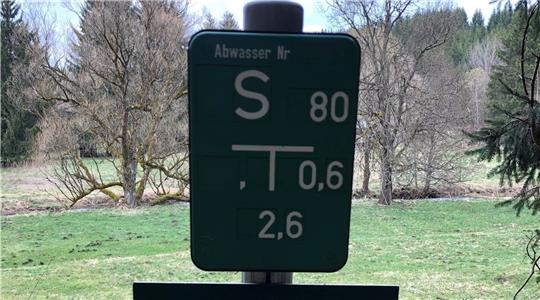 Abwasser Nr
S 80
, T 0,6
2,6